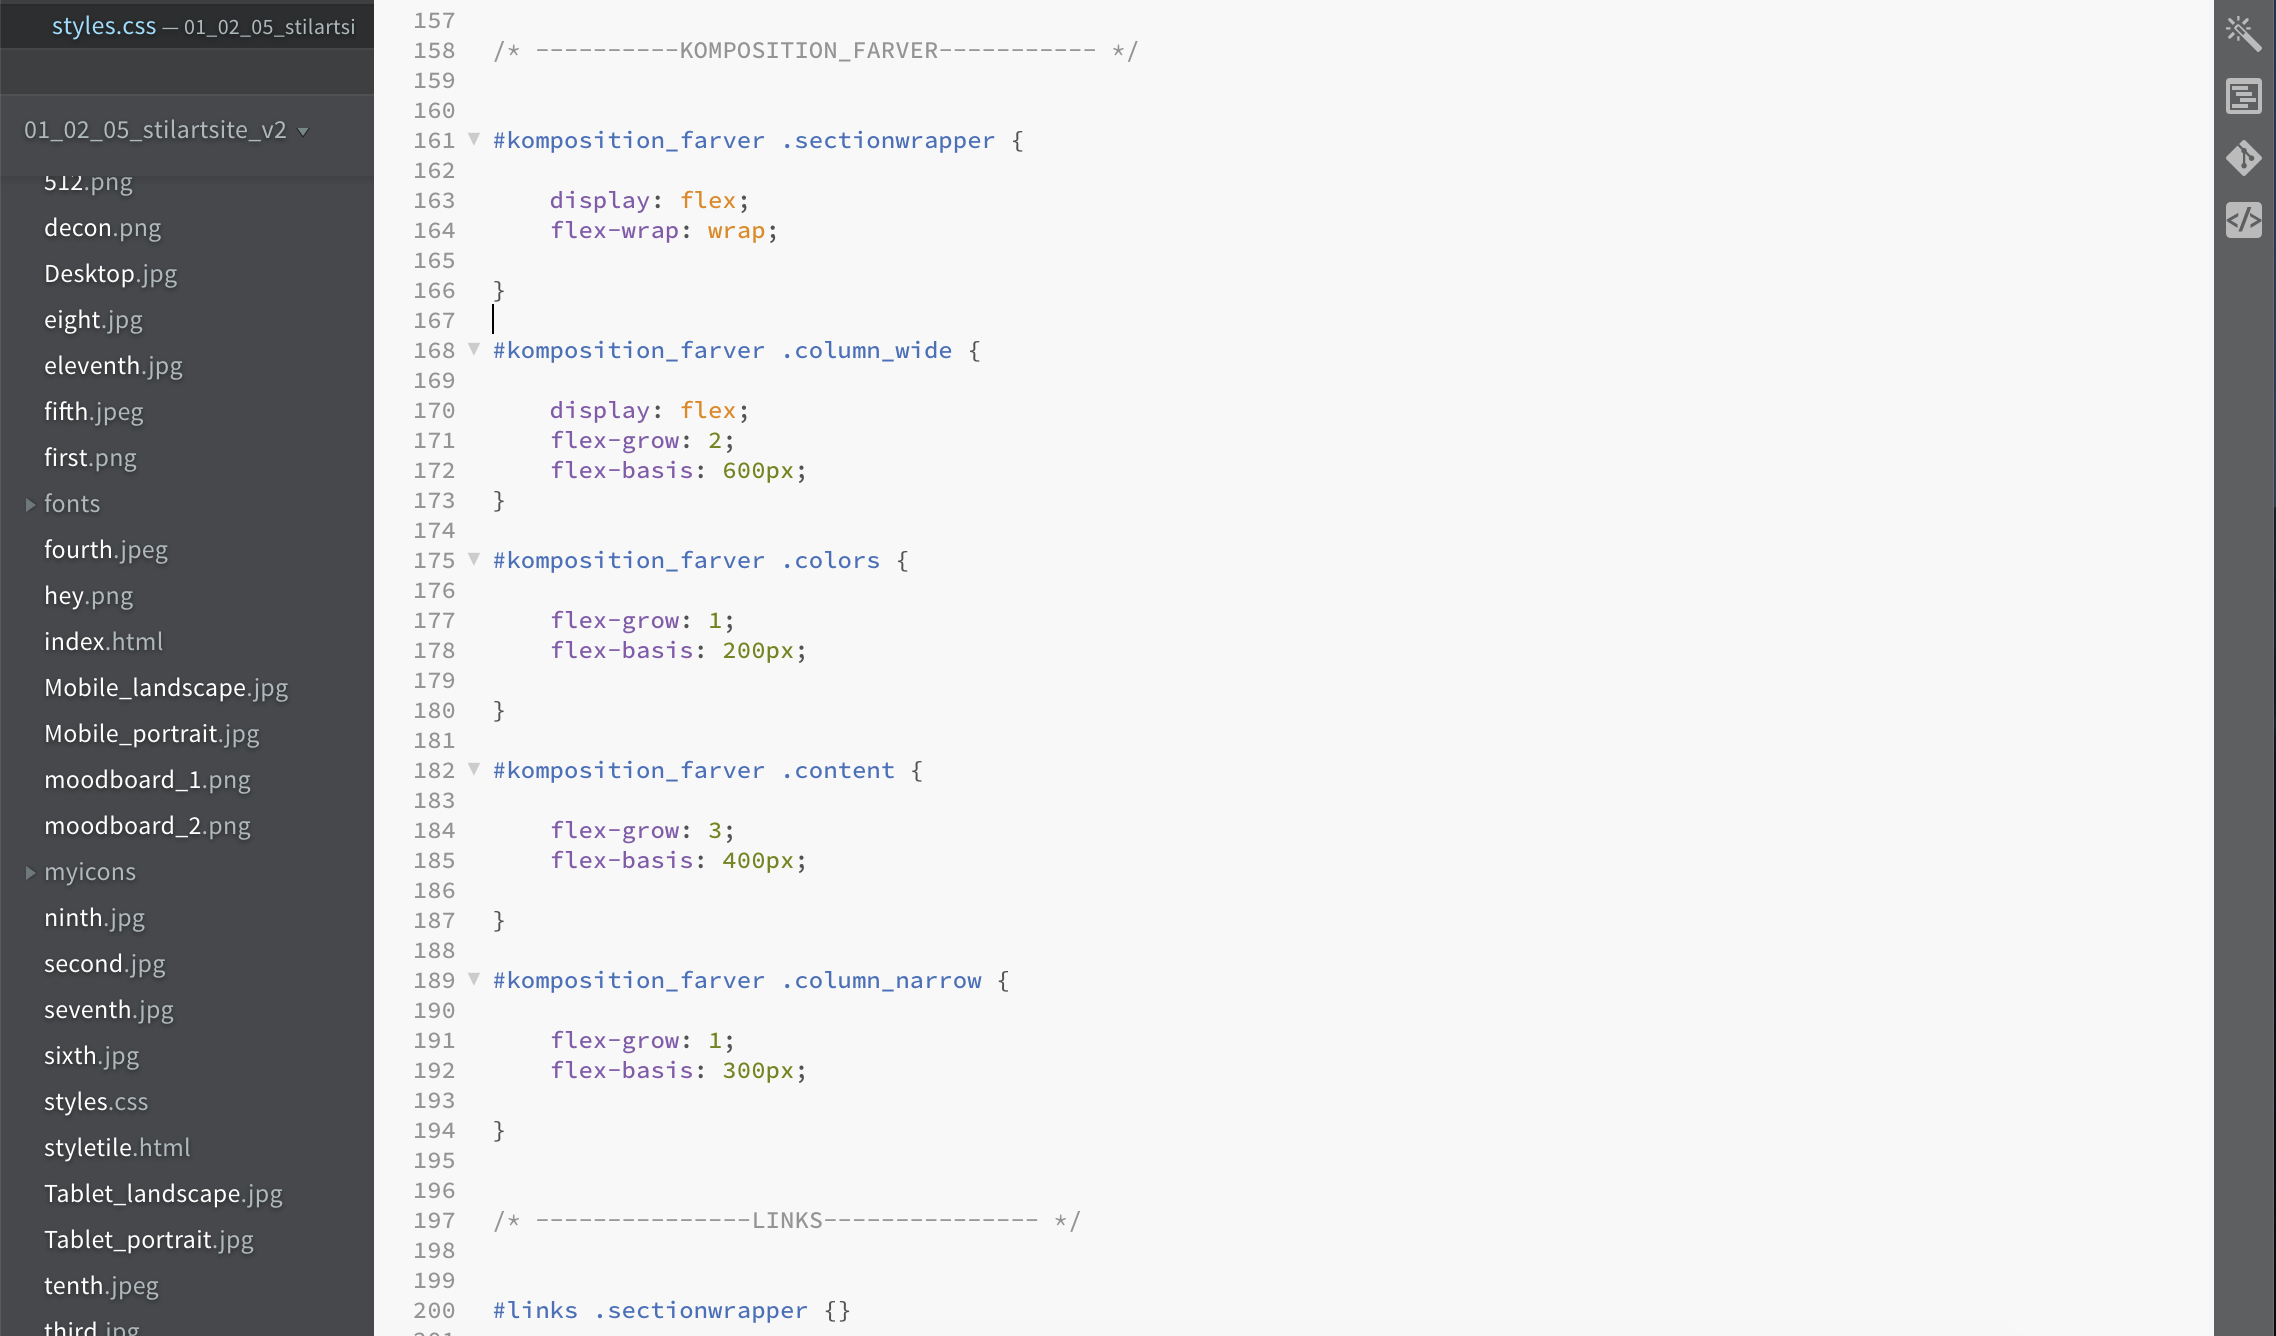 styles.css — 01_02_05_stilartsi
01_02_05_stilartsite_v2
512.png
decon.png
Desktop.jpg
eight.jpg
eleventh.jpg
fifth.jpeg
first.png
fonts
fourth.jpeg
hey.png
index.html
Mobile_landscape.jpg
Mobile_portrait.jpg
moodboard_1.png
moodboard_2.png
myicons
ninth.jpg
second.jpg
seventh.jpg
sixth.jpg
styles.css
styletile.html
Tablet_landscape.jpg
Tablet_portrait.jpg
tenth.jpeg
third.jpg
157
158 /* ----------KOMPOSITION_FARVER----------- */
159
160
161 #komposition_farver .sectionwrapper {
162
163 display: flex;
164 flex-wrap: wrap;
165
166 }
167
168 #komposition_farver .column_wide {
169
170 display: flex;
171 flex-grow: 2;
172 flex-basis: 600px;
173 }
174
175 #komposition_farver .colors {
176
177 flex-grow: 1;
178 flex-basis: 200px;
179
180 }
181
182 #komposition_farver .content {
183
184 flex-grow: 3;
185 flex-basis: 400px;
186
187 }
188
189 #komposition_farver .column_narrow {
190
191 flex-grow: 1;
192 flex-basis: 300px;
193
194 }
195
196
197 /* ---------------LINKS--------------- */
198
199
200 #links .sectionwrapper {}
201